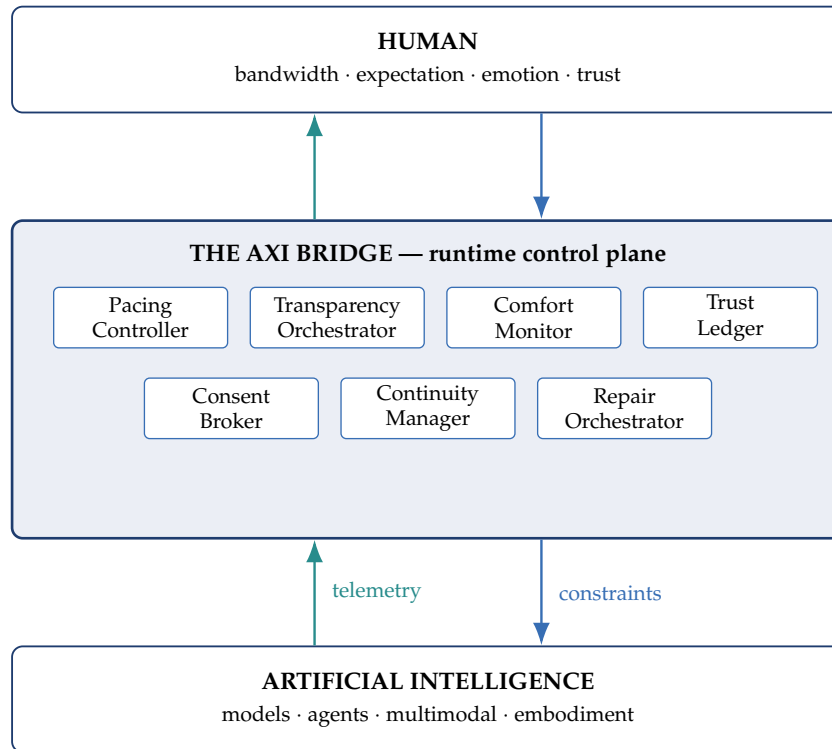 HUMAN
bandwidth · expectation · emotion · trust
THE AXI BRIDGE — runtime control plane
Pacing
Controller
Transparency
Orchestrator
Comfort
Monitor
Trust
Ledger
Consent
Broker
Continuity
Manager
Repair
Orchestrator
telemetry
constraints
ARTIFICIAL INTELLIGENCE
models · agents · multimodal · embodiment